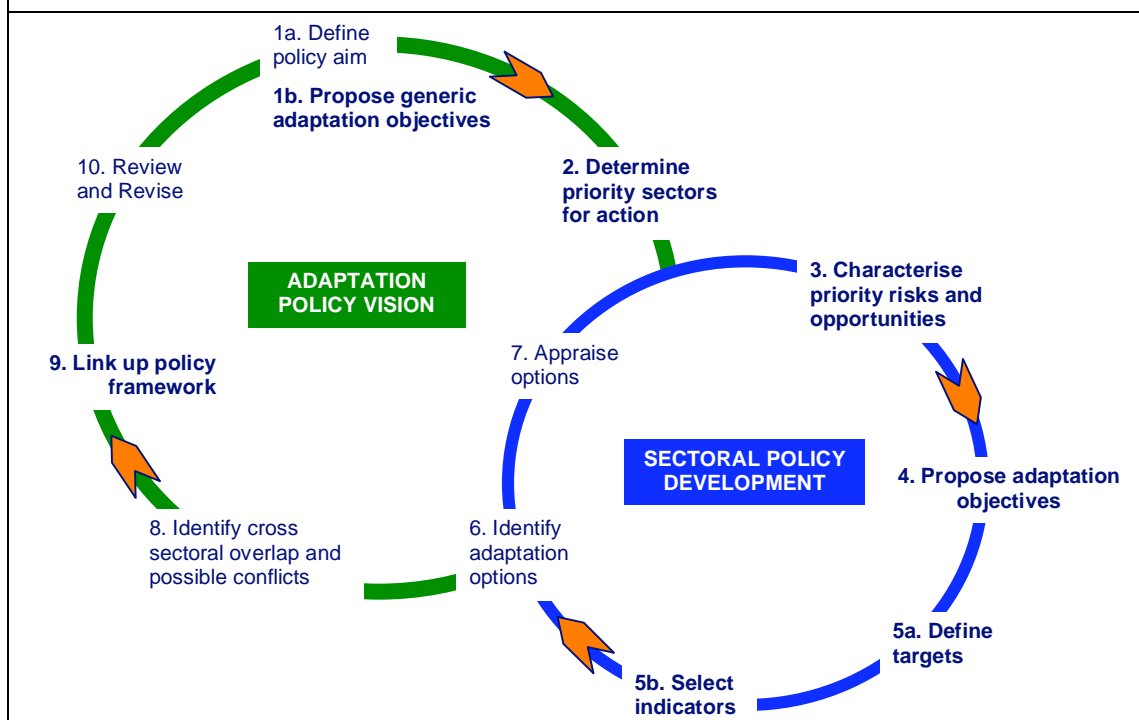 1a. Define
policy aim
1b. Propose generic
adaptation objectives
2. Determine
priority sectors
for action
3. Characterise
priority risks and
opportunities
4. Propose adaptation
objectives
5a. Define
targets
5b. Select
indicators
6. Identify
adaptation
options
7. Appraise
options
8. Identify cross
sectoral overlap and
possible conflicts
9. Link up policy
framework
10. Review
and Revise
ADAPTATION
POLICY VISION
SECTORAL POLICY
DEVELOPMENT